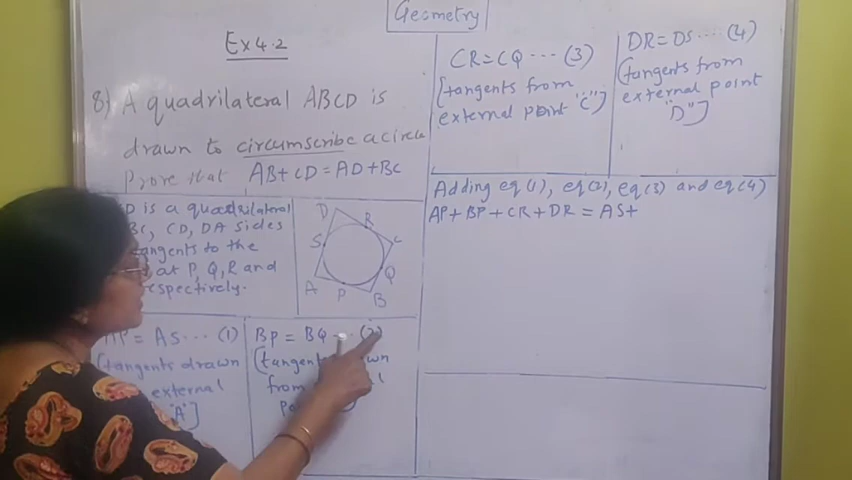 Geometry
Ex 4.2
8) A quadrilateral ABCD is
drawn to circumscribe a circle
Prove that AB+CD=AD+BC
D is a quadrilateral
BC, CD, DA sides
tangents to the
at P, Q, R and
respectively.
D
R
C
S
Q
A
P
B
AP = AS ... (1)
[tangents drawn
external
"A"]
BP = BQ ... (2)
[tangents drawn
from
CR = CQ ... (3)
[tangents from
external point "C"]
DR = DS ... (4)
[tangents from
external point
"D"]
Adding eq(1), eq(2), eq(3) and eq(4)
AP+BP+CR+DR = AS+